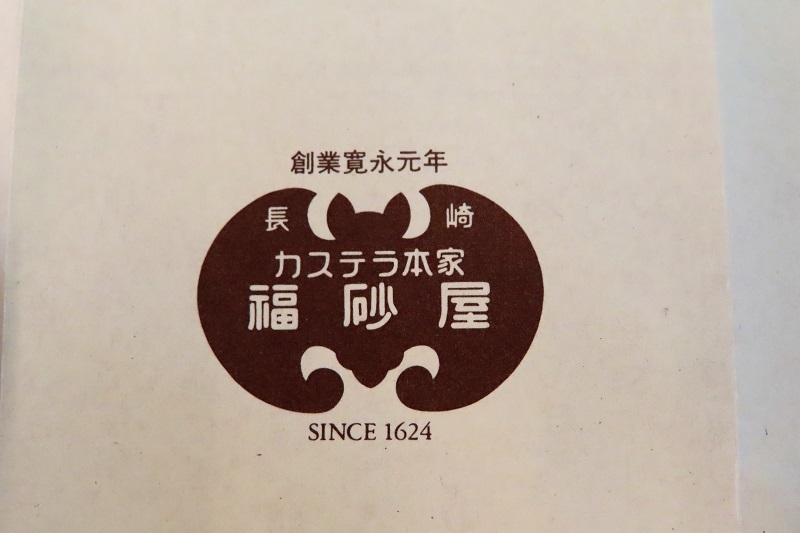 創業寛永元年
長崎
カステラ本家
福砂屋
SINCE 1624